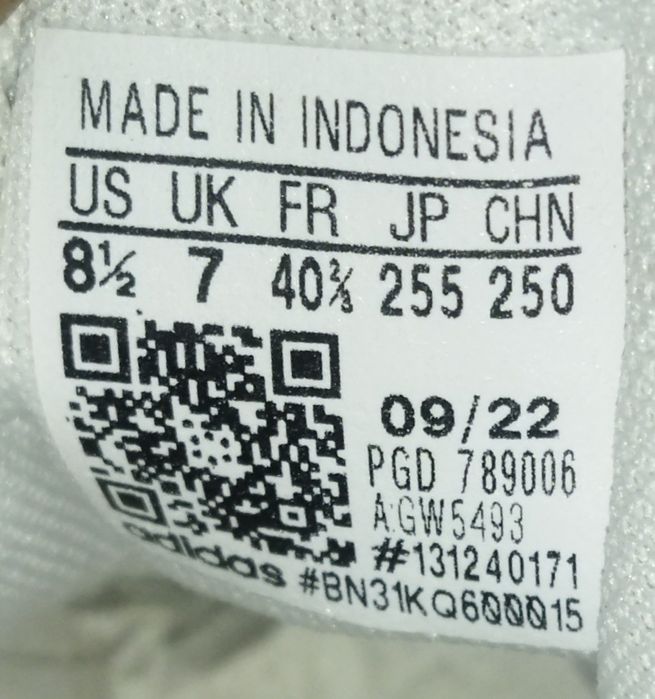 MADE IN INDONESIA
US UK FR JP CHN
8½ 7 40⅔ 255 250
09/22
PGD 789006
A:GW5493
#131240171
adidas #BN31KQ600015